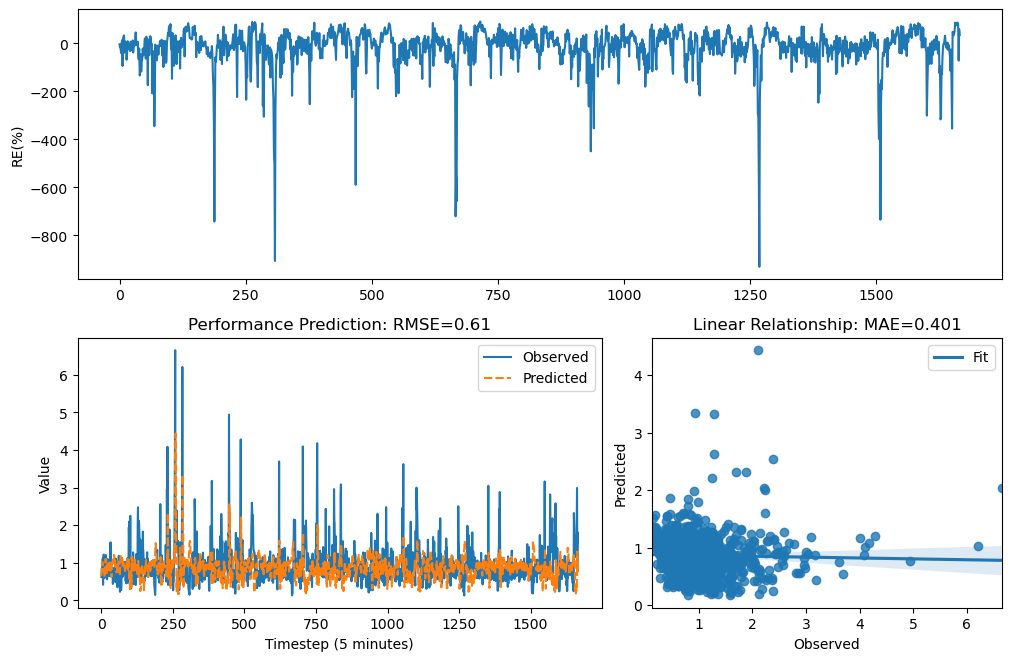 RE(%)
0
−200
−400
−600
−800
0 250 500 750 1000 1250 1500
Performance Prediction: RMSE=0.61
Value
6
5
4
3
2
1
0
Observed
Predicted
0 250 500 750 1000 1250 1500
Timestep (5 minutes)
Linear Relationship: MAE=0.401
Predicted
4
3
2
1
0
Fit
1 2 3 4 5 6
Observed